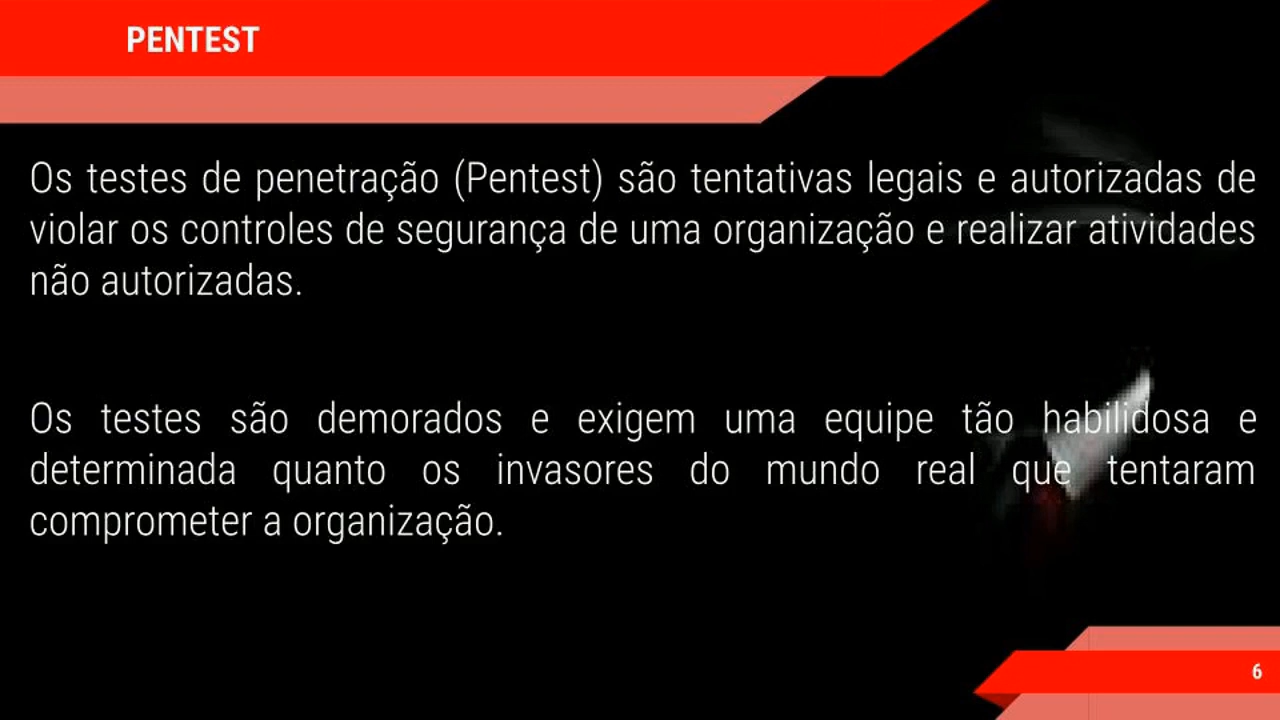 PENTEST
Os testes de penetração (Pentest) são tentativas legais e autorizadas de
violar os controles de segurança de uma organização e realizar atividades
não autorizadas.
Os testes são demorados e exigem uma equipe tão habilidosa e
determinada quanto os invasores do mundo real que tentaram
comprometer a organização.
6